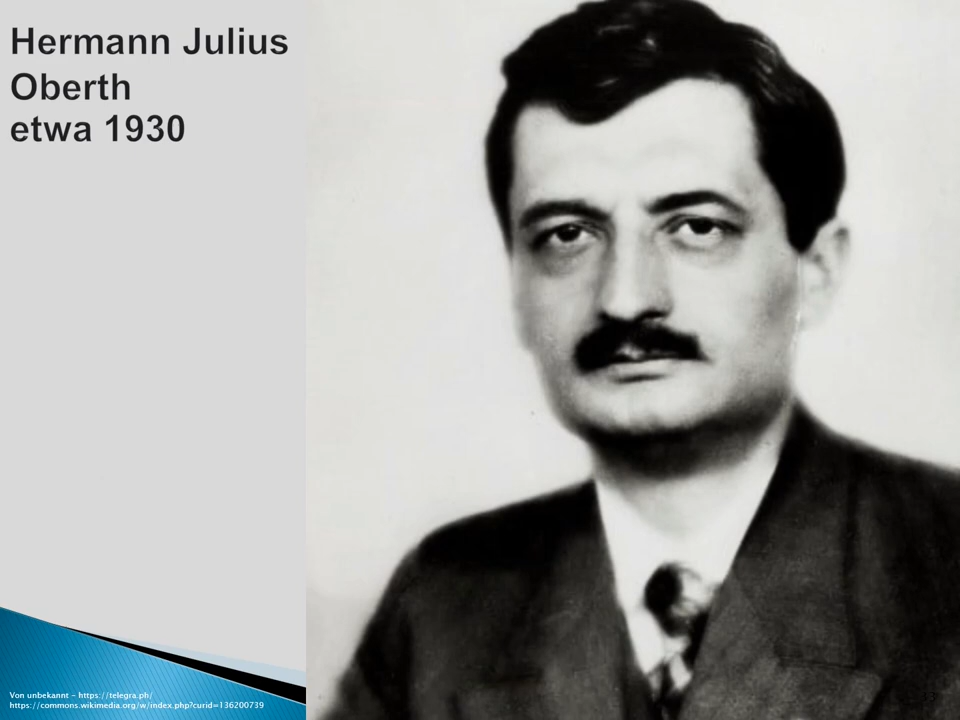 Hermann Julius
Oberth
etwa 1930
Von unbekannt - https://telegra.ph/
https://commons.wikimedia.org/w/index.php?curid=136200739